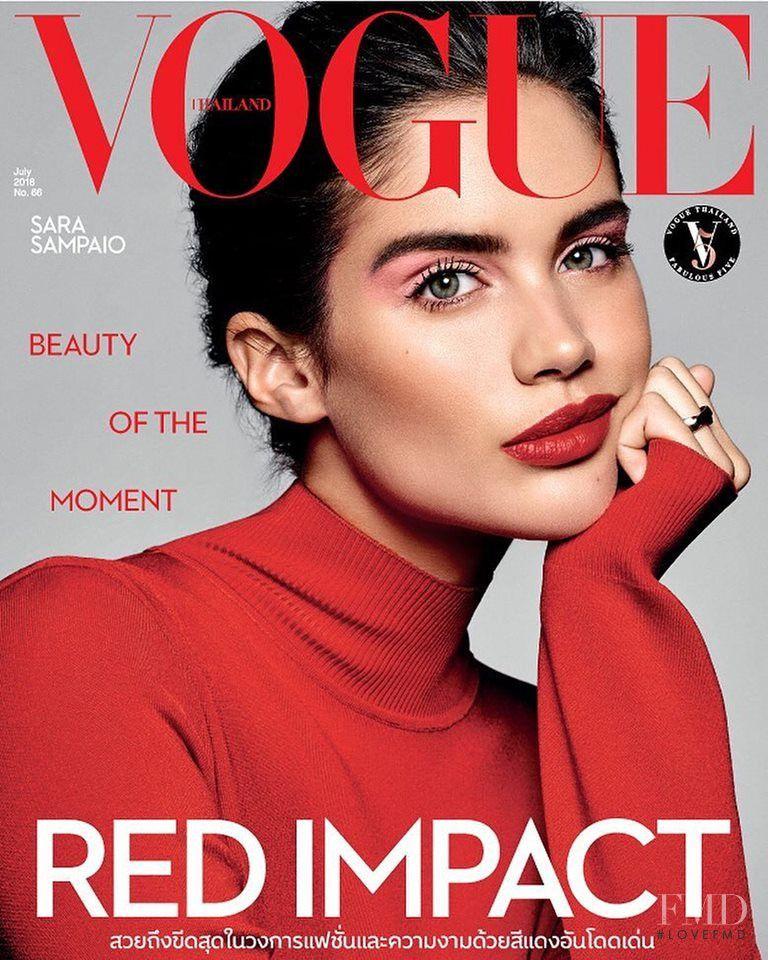 VOGUE
THAILAND
July
2018
No. 66
SARA
SAMPAIO
VOGUE THAILAND
V5
FABULOUS FIVE
BEAUTY
OF THE
MOMENT
RED IMPACT
สวยถึงขีดสุดในวงการแฟชั่นและความงามด้วยสีแดงอันโดดเด่น
FMD
#LOVEFMD